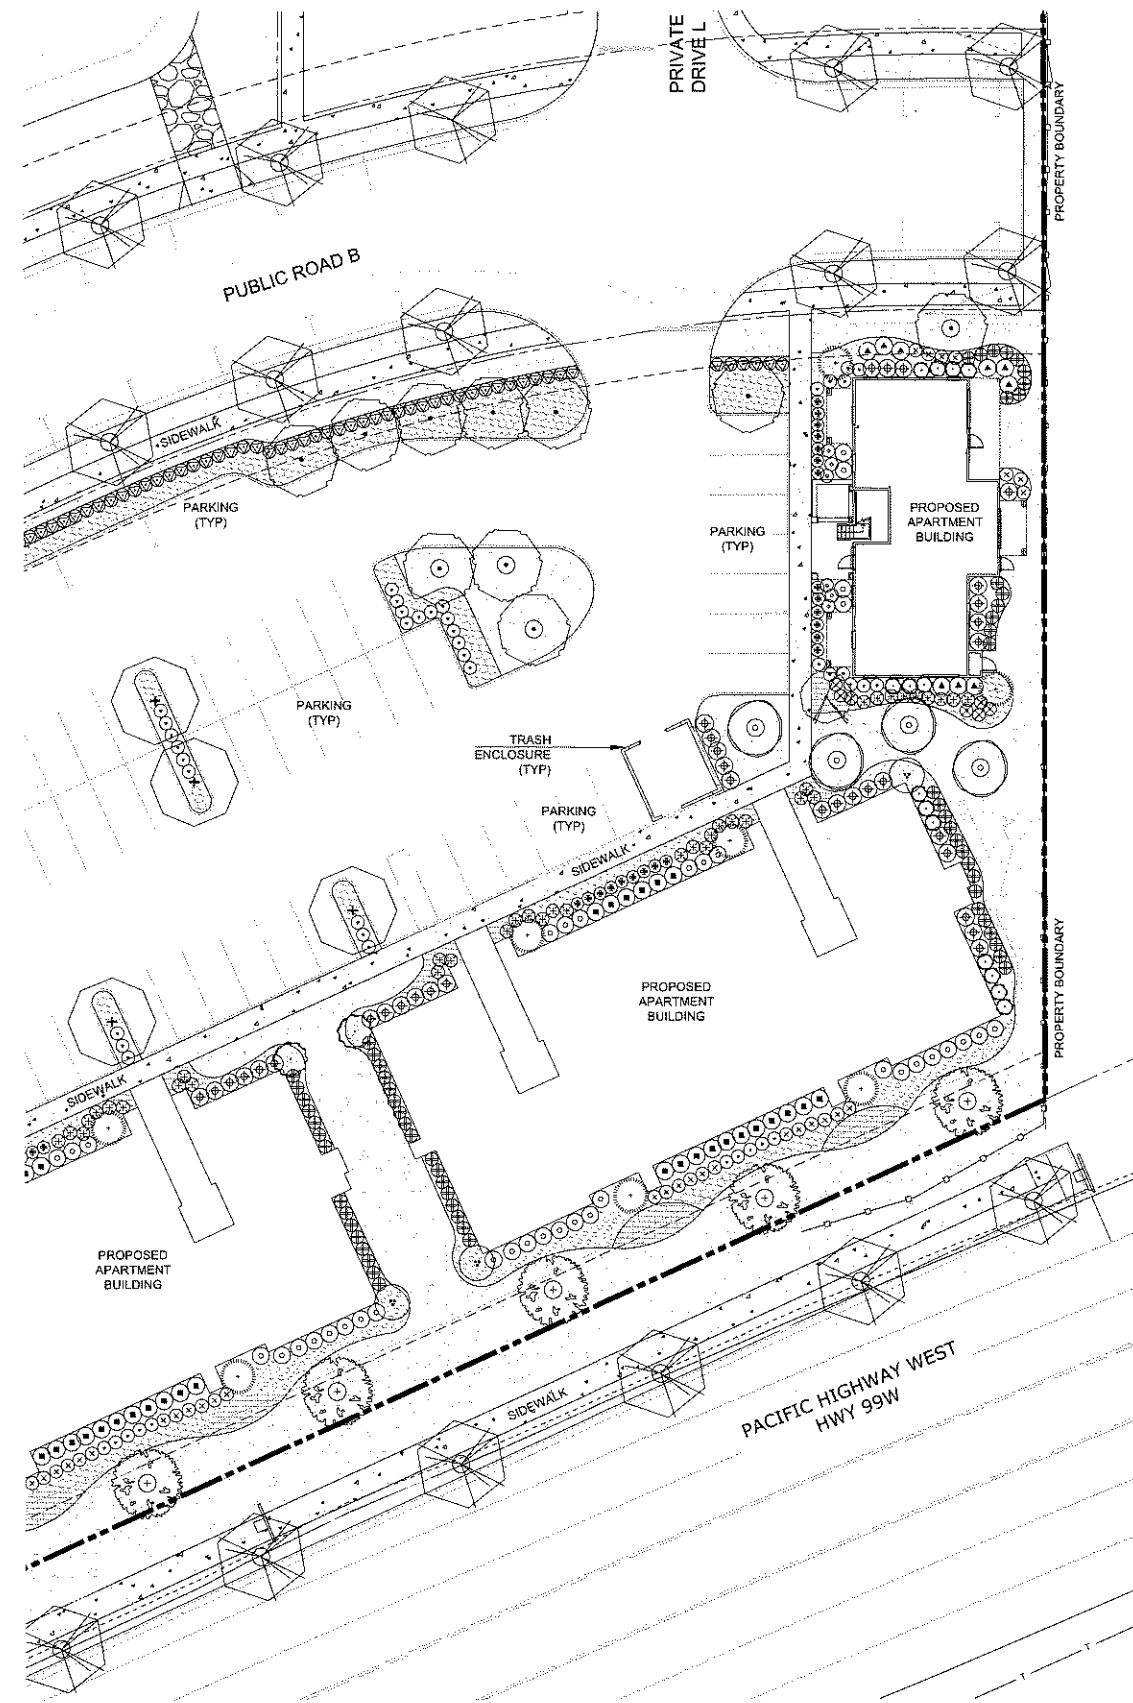 PRIVATE
DRIVE L
PROPERTY BOUNDARY
PUBLIC ROAD B
SIDEWALK
PARKING
(TYP)
PARKING
(TYP)
PROPOSED
APARTMENT
BUILDING
PARKING
(TYP)
TRASH
ENCLOSURE
(TYP)
PARKING
(TYP)
SIDEWALK
PROPERTY BOUNDARY
PROPOSED
APARTMENT
BUILDING
SIDEWALK
PROPOSED
APARTMENT
BUILDING
SIDEWALK
PACIFIC HIGHWAY WEST
HWY 99W
T
T